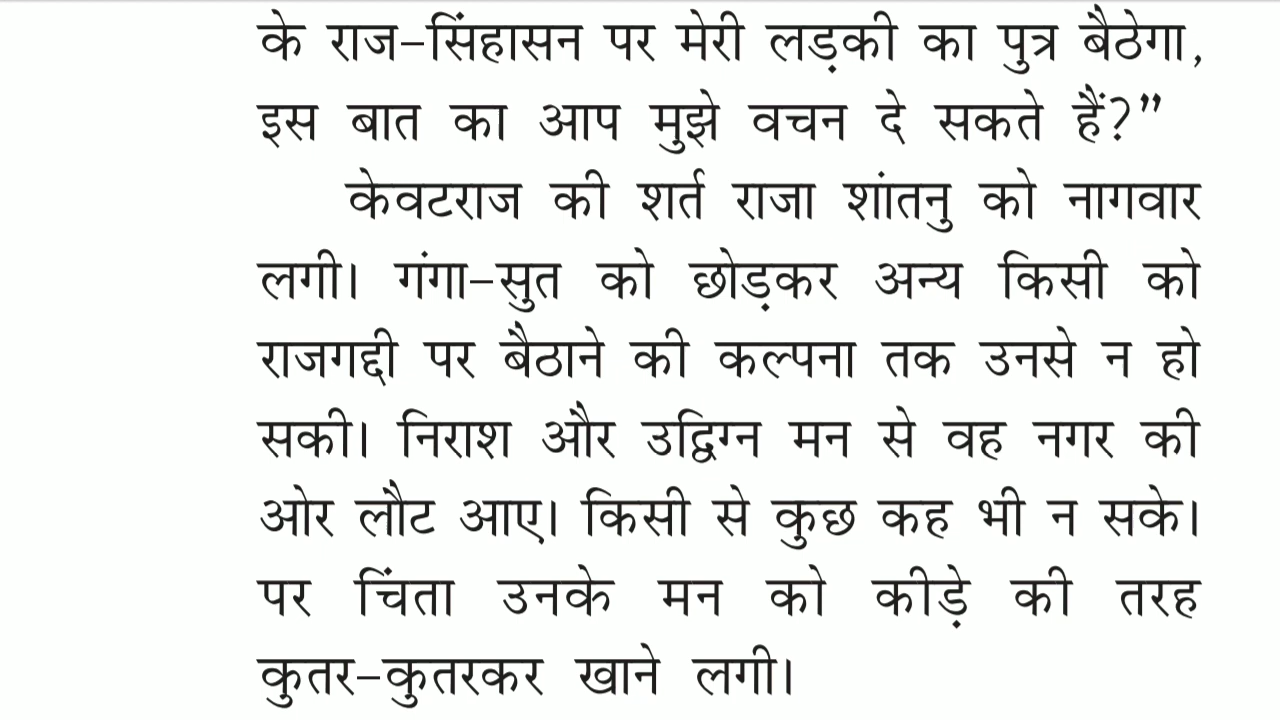 के राज–सिंहासन पर मेरी लड़की का पुत्र बैठेगा,
इस बात का आप मुझे वचन दे सकते हैं?”
केवटराज की शर्त राजा शांतनु को नागवार
लगी। गंगा–सुत को छोड़कर अन्य किसी को
राजगद्दी पर बैठाने की कल्पना तक उनसे न हो
सकी। निराश और उद्विग्न मन से वह नगर की
ओर लौट आए। किसी से कुछ कह भी न सके।
पर चिंता उनके मन को कीड़े की तरह
कुतर–कुतरकर खाने लगी।